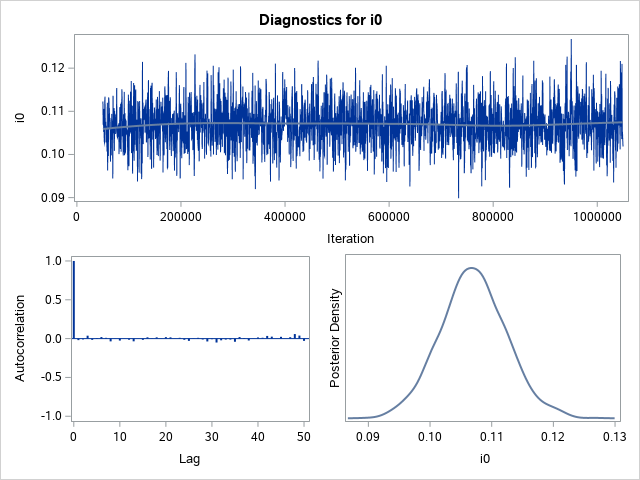 Diagnostics for i0
0.12
0.11
0.10
0.09
i0
0 200000 400000 600000 800000 1000000
Iteration
1.0
0.5
0.0
-0.5
-1.0
Autocorrelation
0 10 20 30 40 50
Lag
Posterior Density
0.09 0.10 0.11 0.12 0.13
i0